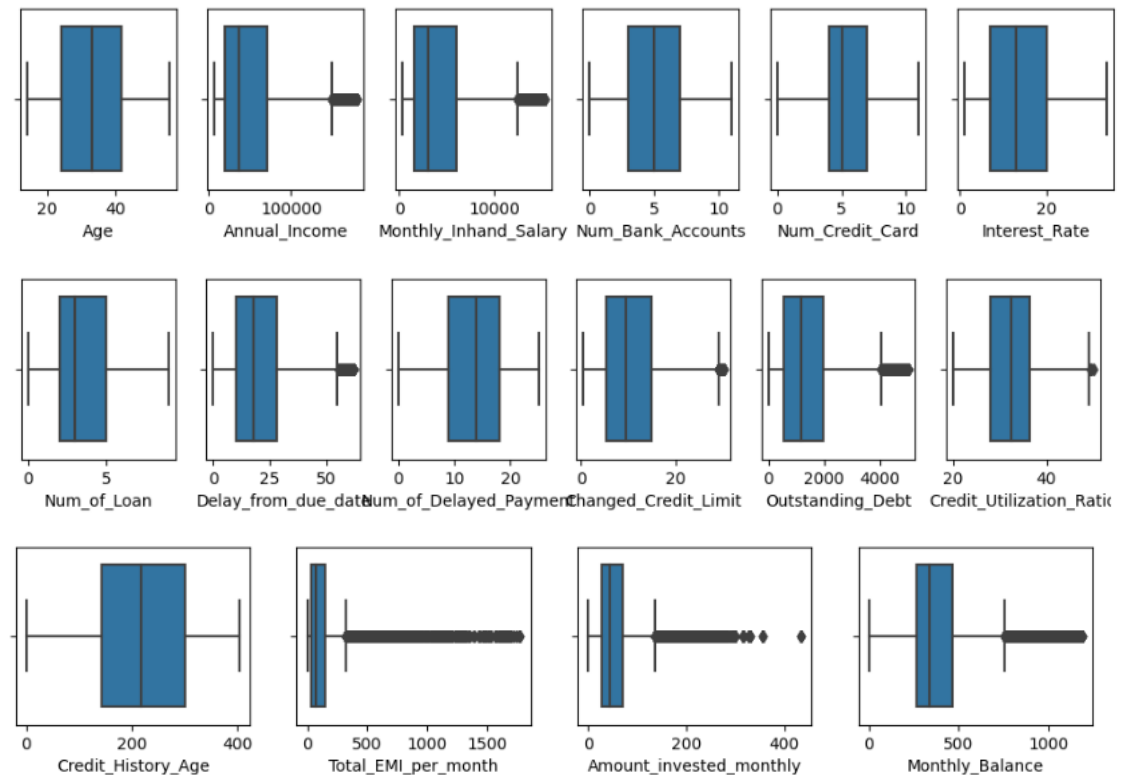 20 40
0 100000
0 10000
0 5 10
0 5 10
0 20
Age Annual_Income Monthly_Inhand_Salary Num_Bank_Accounts Num_Credit_Card Interest_Rate
0 5
0 25 50
0 10 20
0 20
0 2000 4000
20 40
Num_of_Loan Delay_from_due_date Num_of_Delayed_Payment Changed_Credit_Limit Outstanding_Debt Credit_Utilization_Ratio
0 200 400
0 500 1000 1500
0 200 400
0 500 1000
Credit_History_Age Total_EMI_per_month Amount_invested_monthly Monthly_Balance